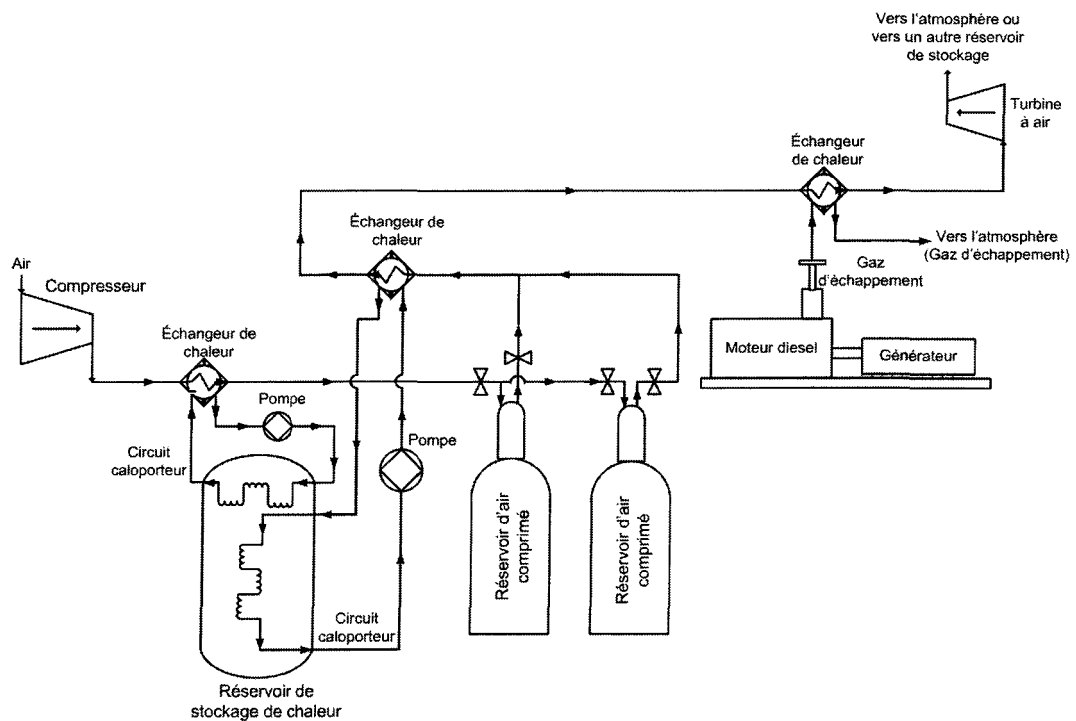 Vers l'atmosphère ou
vers un autre réservoir
de stockage
Turbine
à air
Échangeur
de chaleur
Échangeur de
chaleur
Vers l'atmosphère
(Gaz d'échappement)
Gaz
d'échappement
Air
Compresseur
Échangeur de
chaleur
Moteur diesel
Générateur
Pompe
Pompe
Circuit
caloporteur
Réservoir d'air
comprimé
Réservoir d'air
comprimé
Circuit
caloporteur
Réservoir de
stockage de chaleur